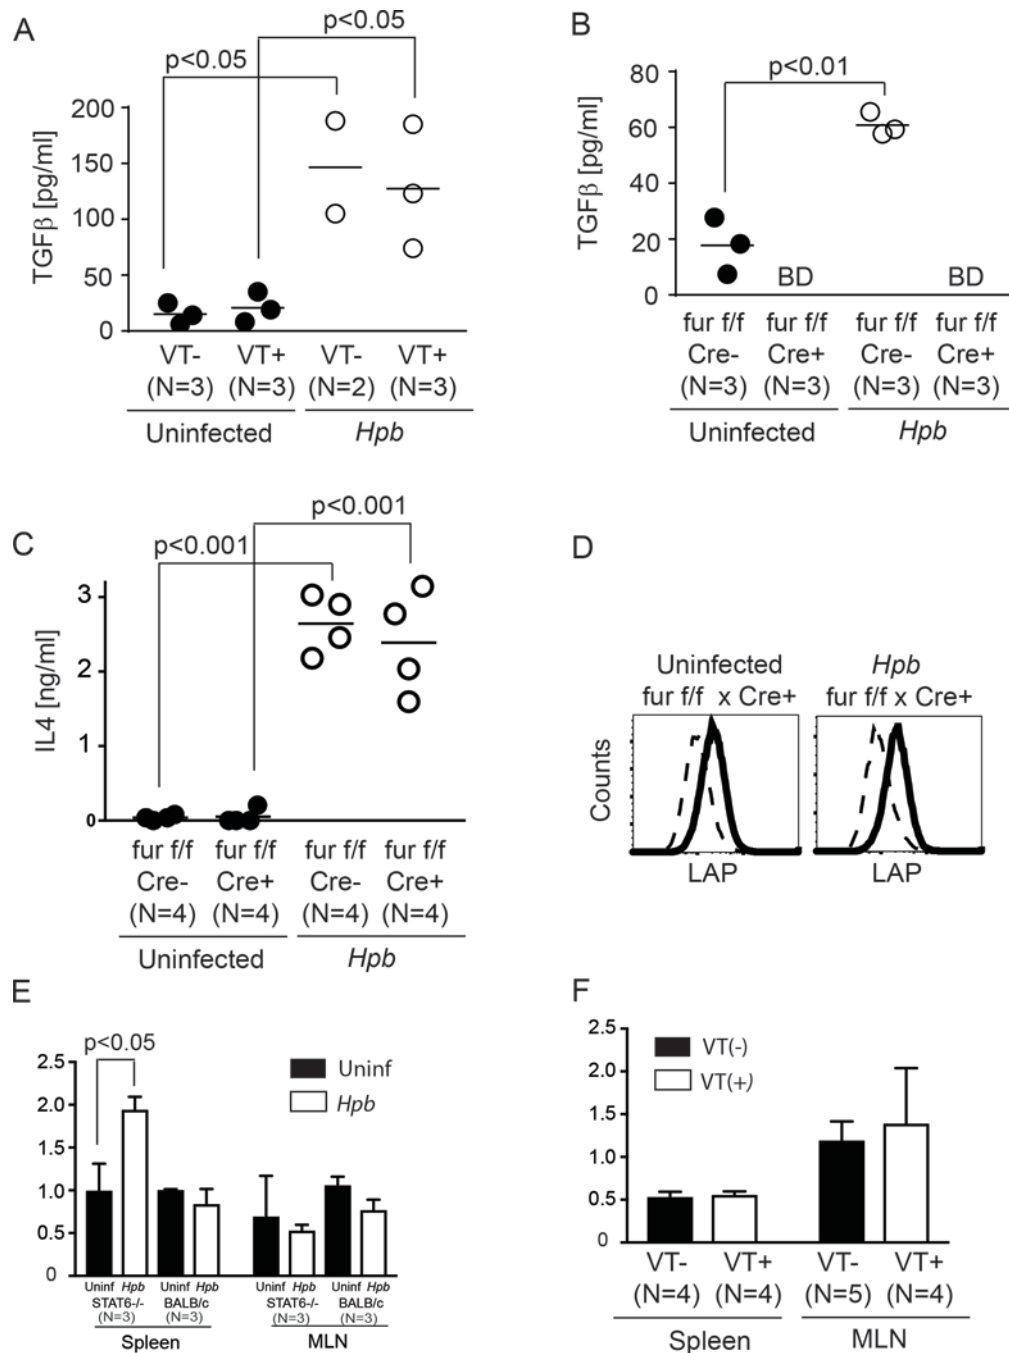 A
p<0.05
p<0.05
TGFβ [pg/ml]
200
150
100
50
0
VT- VT+ VT- VT+
(N=3) (N=3) (N=2) (N=3)
Uninfected Hpb
B
p<0.01
TGFβ [pg/ml]
80
60
40
20
0
BD BD
fur f/f fur f/f fur f/f fur f/f
Cre- Cre+ Cre- Cre+
(N=3) (N=3) (N=3) (N=3)
Uninfected Hpb
C
p<0.001
p<0.001
IL4 [ng/ml]
3
2
1
0
fur f/f fur f/f fur f/f fur f/f
Cre- Cre+ Cre- Cre+
(N=4) (N=4) (N=4) (N=4)
Uninfected Hpb
D
Uninfected Hpb
fur f/f x Cre+ fur f/f x Cre+
Counts
LAP LAP
E
p<0.05
Uninf
Hpb
2.5
2.0
1.5
1.0
0.5
0
Uninf Hpb Uninf Hpb Uninf Hpb Uninf Hpb
STAT6-/- BALB/c STAT6-/- BALB/c
(N=3) (N=3) (N=3) (N=3)
Spleen MLN
F
VT(-)
VT(+)
2.5
2.0
1.5
1.0
0.5
0
VT- VT+ VT- VT+
(N=4) (N=4) (N=5) (N=4)
Spleen MLN